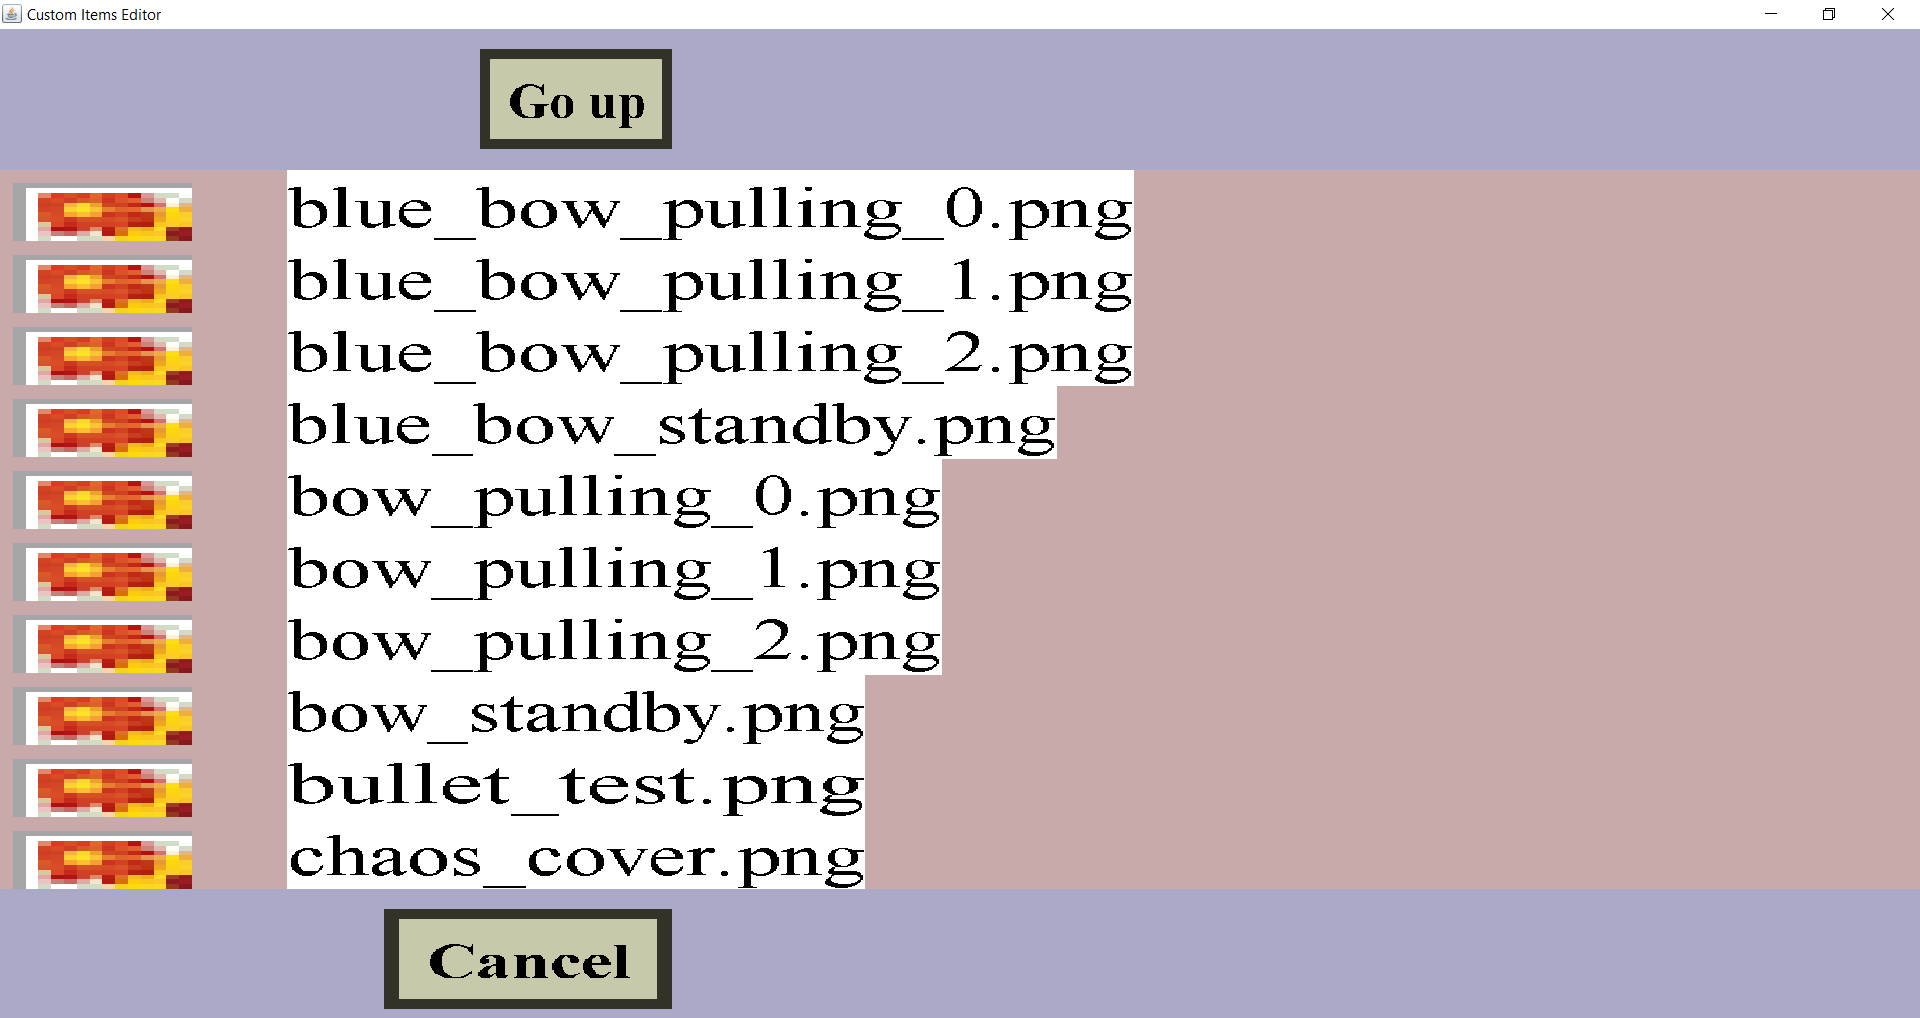 Custom Items Editor
Go up
blue_bow_pulling_0.png
blue_bow_pulling_1.png
blue_bow_pulling_2.png
blue_bow_standby.png
bow_pulling_0.png
bow_pulling_1.png
bow_pulling_2.png
bow_standby.png
bullet_test.png
chaos_cover.png
Cancel